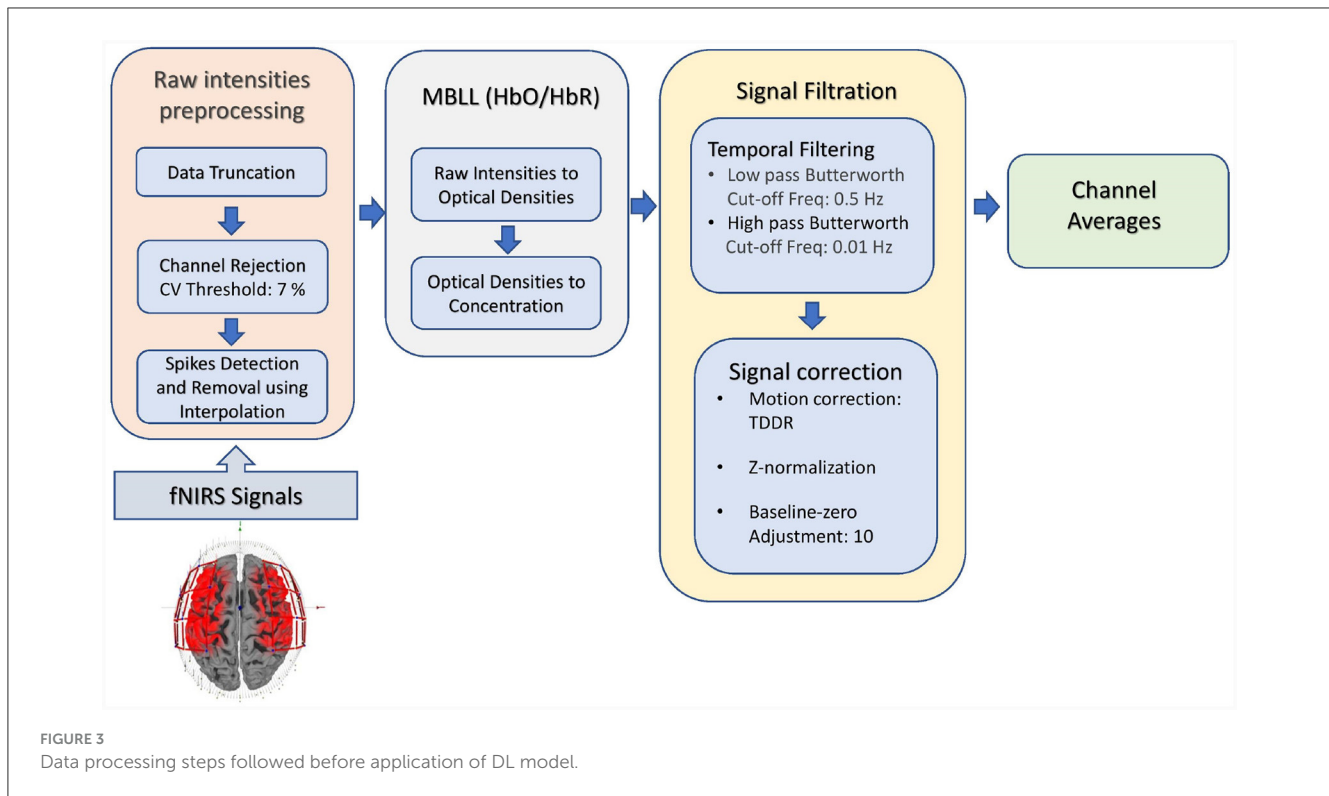 Raw intensities
preprocessing
Data Truncation
Channel Rejection
CV Threshold: 7 %
Spikes Detection
and Removal using
Interpolation
fNIRS Signals
MBLL (HbO/HbR)
Raw Intensities to
Optical Densities
Optical Densities to
Concentration
Signal Filtration
Temporal Filtering
• Low pass Butterworth
Cut-off Freq: 0.5 Hz
• High pass Butterworth
Cut-off Freq: 0.01 Hz
Signal correction
• Motion correction:
TDDR
• Z-normalization
• Baseline-zero
Adjustment: 10
Channel
Averages
FIGURE 3
Data processing steps followed before application of DL model.